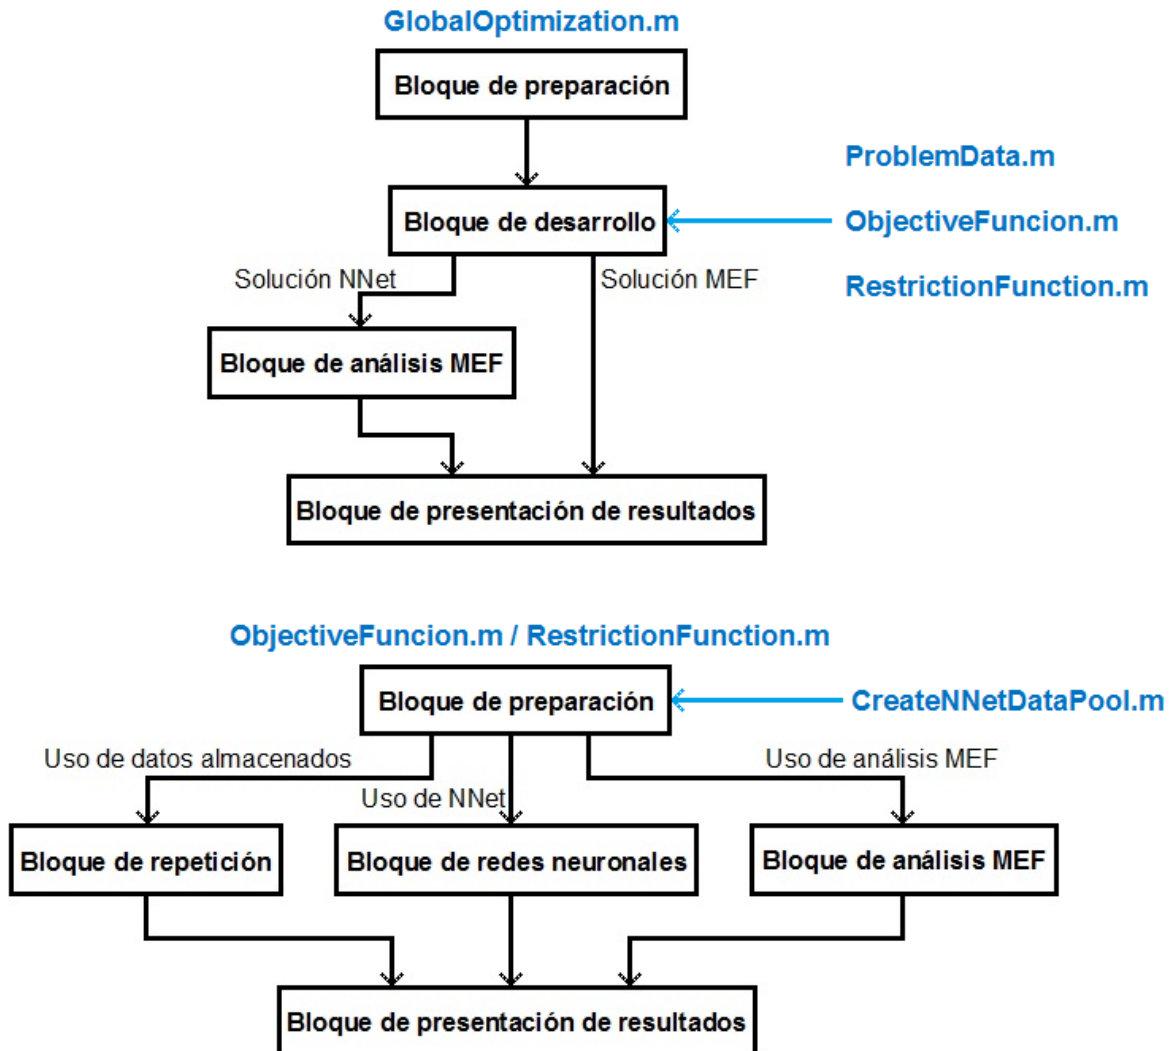 GlobalOptimization.m
Bloque de preparación
ProblemData.m
Bloque de desarrollo
ObjectiveFuncion.m
Solución NNet
Solución MEF
RestrictionFunction.m
Bloque de análisis MEF
Bloque de presentación de resultados
ObjectiveFuncion.m / RestrictionFunction.m
Bloque de preparación
CreateNNetDataPool.m
Uso de datos almacenados
Uso de análisis MEF
Uso de NNet
Bloque de repetición
Bloque de redes neuronales
Bloque de análisis MEF
Bloque de presentación de resultados